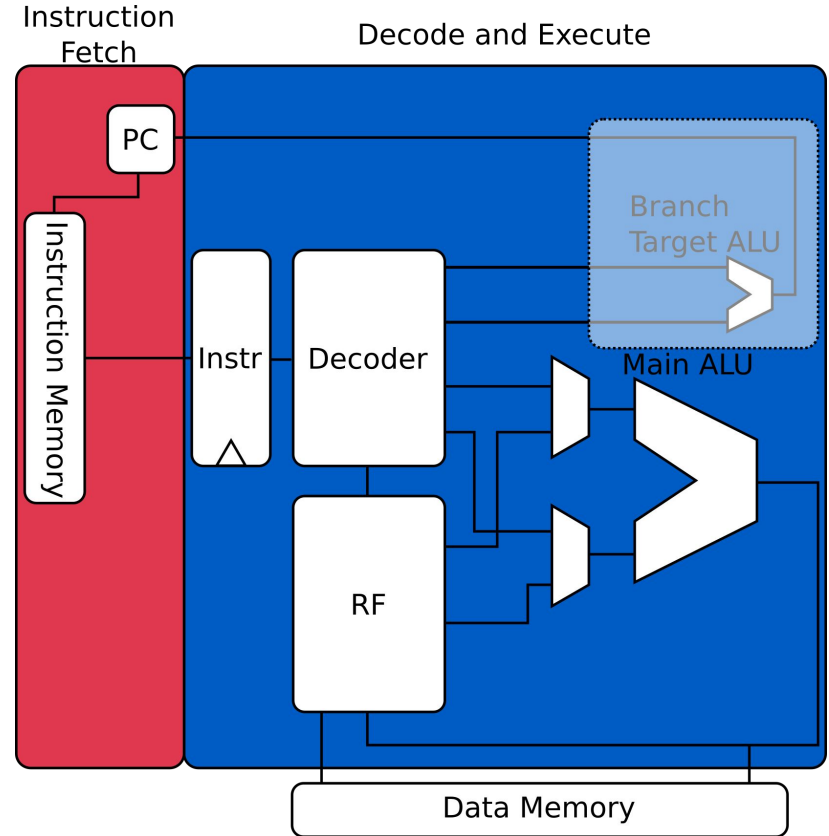 Instruction
Fetch
Decode and Execute
PC
Branch
Target ALU
Instruction Memory
Instr
Decoder
Main ALU
RF
Data Memory